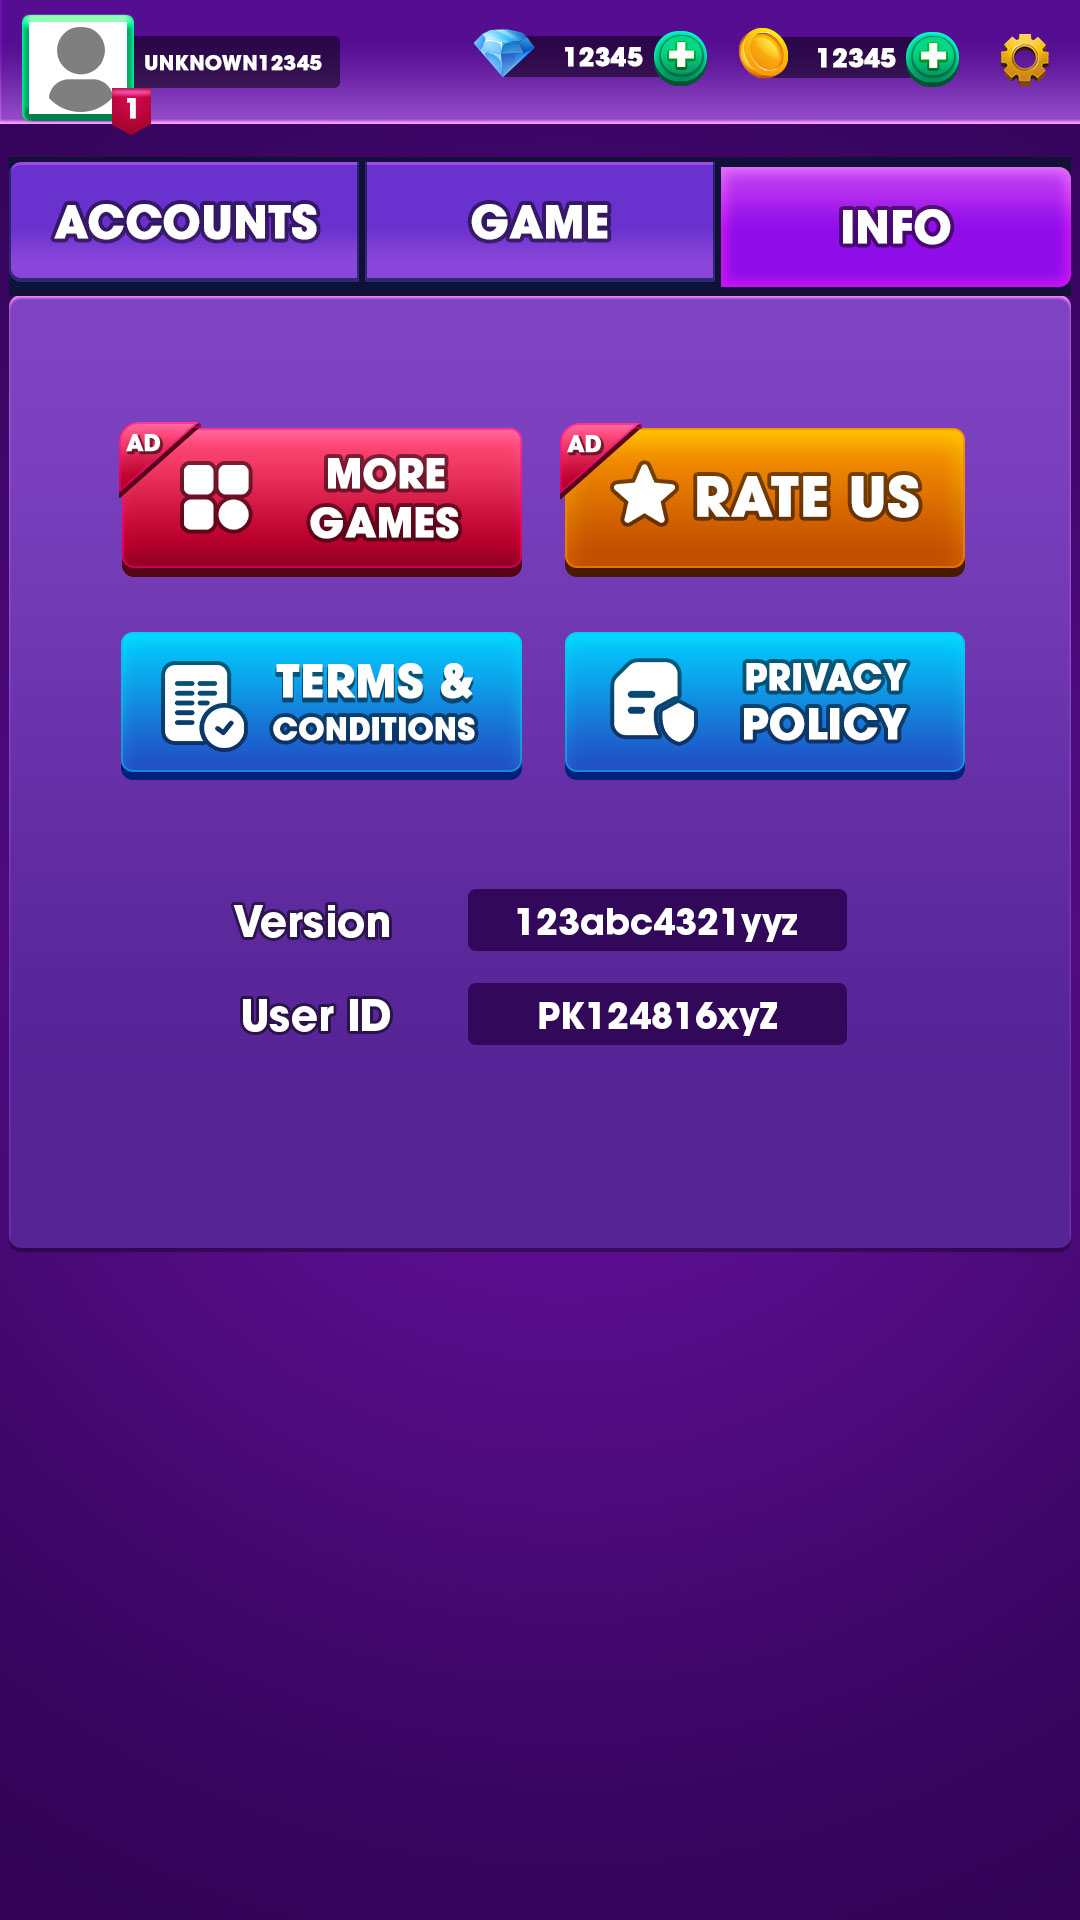 UNKNOWN12345
1
12345
12345
ACCOUNTS
GAME
INFO
AD
MORE
GAMES
AD
RATE US
TERMS &
CONDITIONS
PRIVACY
POLICY
Version
123abc4321yyz
User ID
PK124816xyZ